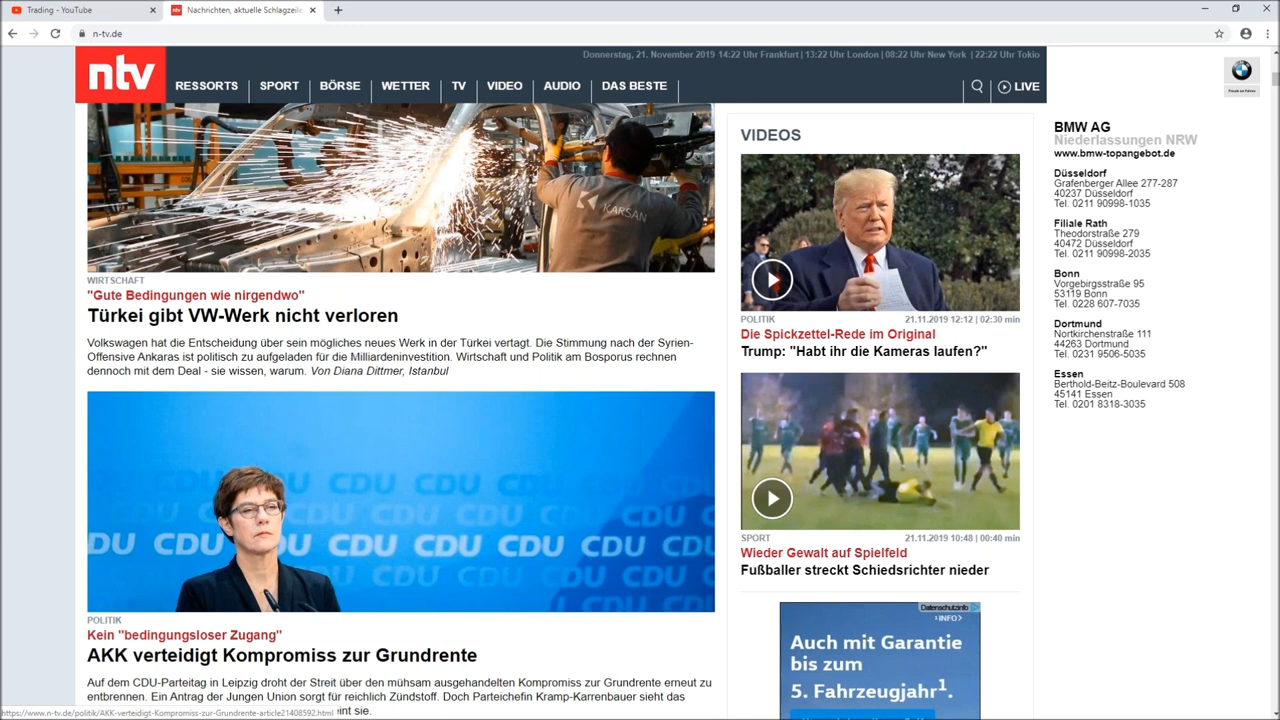 Trading - YouTube
Nachrichten, aktuelle Schlagzeile
n-tv.de
Donnerstag, 21. November 2019 14:22 Uhr Frankfurt | 13:22 Uhr London | 08:22 Uhr New York | 22:22 Uhr Tokio
ntv
RESSORTS SPORT BÖRSE WETTER TV VIDEO AUDIO DAS BESTE LIVE
KARSAN
WIRTSCHAFT
"Gute Bedingungen wie nirgendwo"
Türkei gibt VW-Werk nicht verloren
Volkswagen hat die Entscheidung über sein mögliches neues Werk in der Türkei vertagt. Die Stimmung nach der Syrien-
Offensive Ankaras ist politisch zu aufgeladen für die Milliardeninvestition. Wirtschaft und Politik am Bosporus rechnen
dennoch mit dem Deal - sie wissen, warum. Von Diana Dittmer, Istanbul
CDU CDU CDU CDU CDU
CDU CDU CDU CDU CDU CDU
POLITIK
Kein "bedingungsloser Zugang"
AKK verteidigt Kompromiss zur Grundrente
Auf dem CDU-Parteitag in Leipzig droht der Streit über den mühsam ausgehandelten Kompromiss zur Grundrente erneut zu
entbrennen. Ein Antrag der Jungen Union sorgt für reichlich Zündstoff. Doch Parteichefin Kramp-Karrenbauer sieht das
int sie.
https://www.n-tv.de/politik/AKK-verteidigt-Kompromiss-zur-Grundrente-article21408592.html
VIDEOS
POLITIK 21.11.2019 12:12 | 02:30 min
Die Spickzettel-Rede im Original
Trump: "Habt ihr die Kameras laufen?"
SPORT 21.11.2019 10:48 | 00:40 min
Wieder Gewalt auf Spielfeld
Fußballer streckt Schiedsrichter nieder
Datenschutzinfo
INFO
Auch mit Garantie
bis zum
5. Fahrzeugjahr1.
BMW AG
Niederlassungen NRW
www.bmw-topangebot.de
Düsseldorf
Grafenberger Allee 277-287
40237 Düsseldorf
Tel. 0211 90998-1035
Filiale Rath
Theodorstraße 279
40472 Düsseldorf
Tel. 0211 90998-2035
Bonn
Vorgebirgsstraße 95
53119 Bonn
Tel. 0228 607-7035
Dortmund
Nortkirchenstraße 111
44263 Dortmund
Tel. 0231 9506-5035
Essen
Berthold-Beitz-Boulevard 508
45141 Essen
Tel. 0201 8318-3035